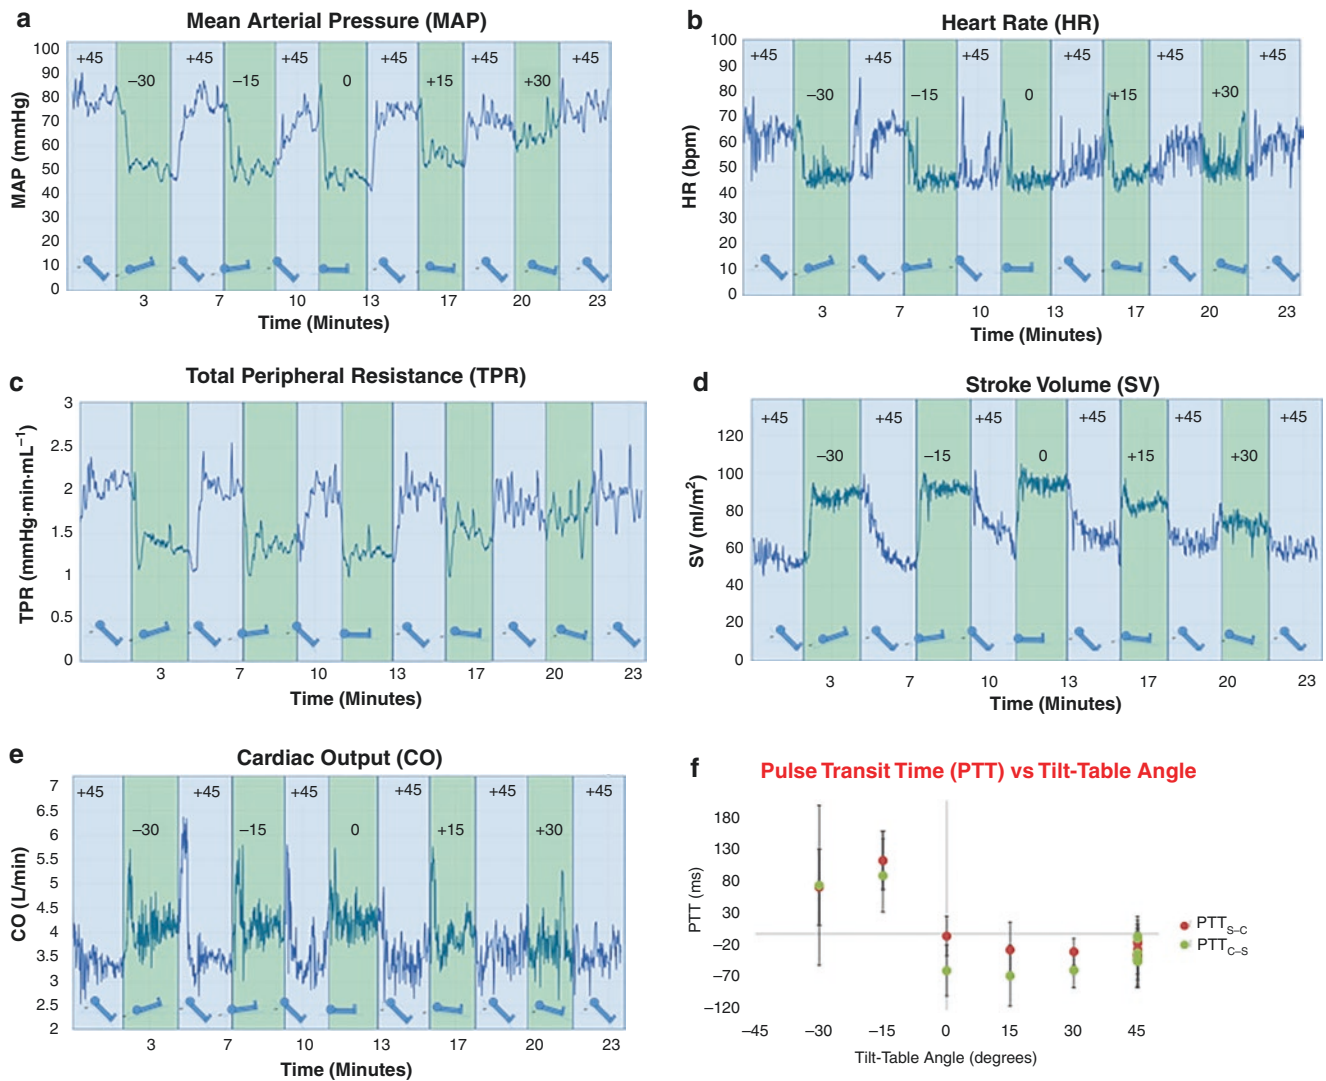 a
Mean Arterial Pressure (MAP)
MAP (mmHg)
100
90
80
70
60
50
40
30
20
10
0
+45 +45 +45 +45 +45 +45
−30 −15 0 +15 +30
3 7 10 13 17 20 23
Time (Minutes)
b
Heart Rate (HR)
HR (bpm)
100
90
80
70
60
50
40
30
20
10
0
+45 +45 +45 +45 +45 +45
−30 −15 0 +15 +30
3 7 10 13 17 20 23
Time (Minutes)
c
Total Peripheral Resistance (TPR)
TPR (mmHg·min·mL⁻¹)
3
2.5
2
1.5
1
0.5
0
3 7 10 13 17 20 23
Time (Minutes)
d
Stroke Volume (SV)
SV (ml/m²)
120
100
80
60
40
20
0
+45 +45 +45 +45 +45 +45
−30 −15 0 +15 +30
3 7 10 13 17 20 23
Time (Minutes)
e
Cardiac Output (CO)
CO (L/min)
7
6.5
6
5.5
5
4.5
4
3.5
3
2.5
2
+45 +45 +45 +45 +45 +45
−30 −15 0 +15 +30
3 7 10 13 17 20 23
Time (Minutes)
f
Pulse Transit Time (PTT) vs Tilt-Table Angle
PTT (ms)
180
130
80
30
−20
−70
−120
−45 −30 −15 0 15 30 45
Tilt-Table Angle (degrees)
PTT S–C
PTT C–S